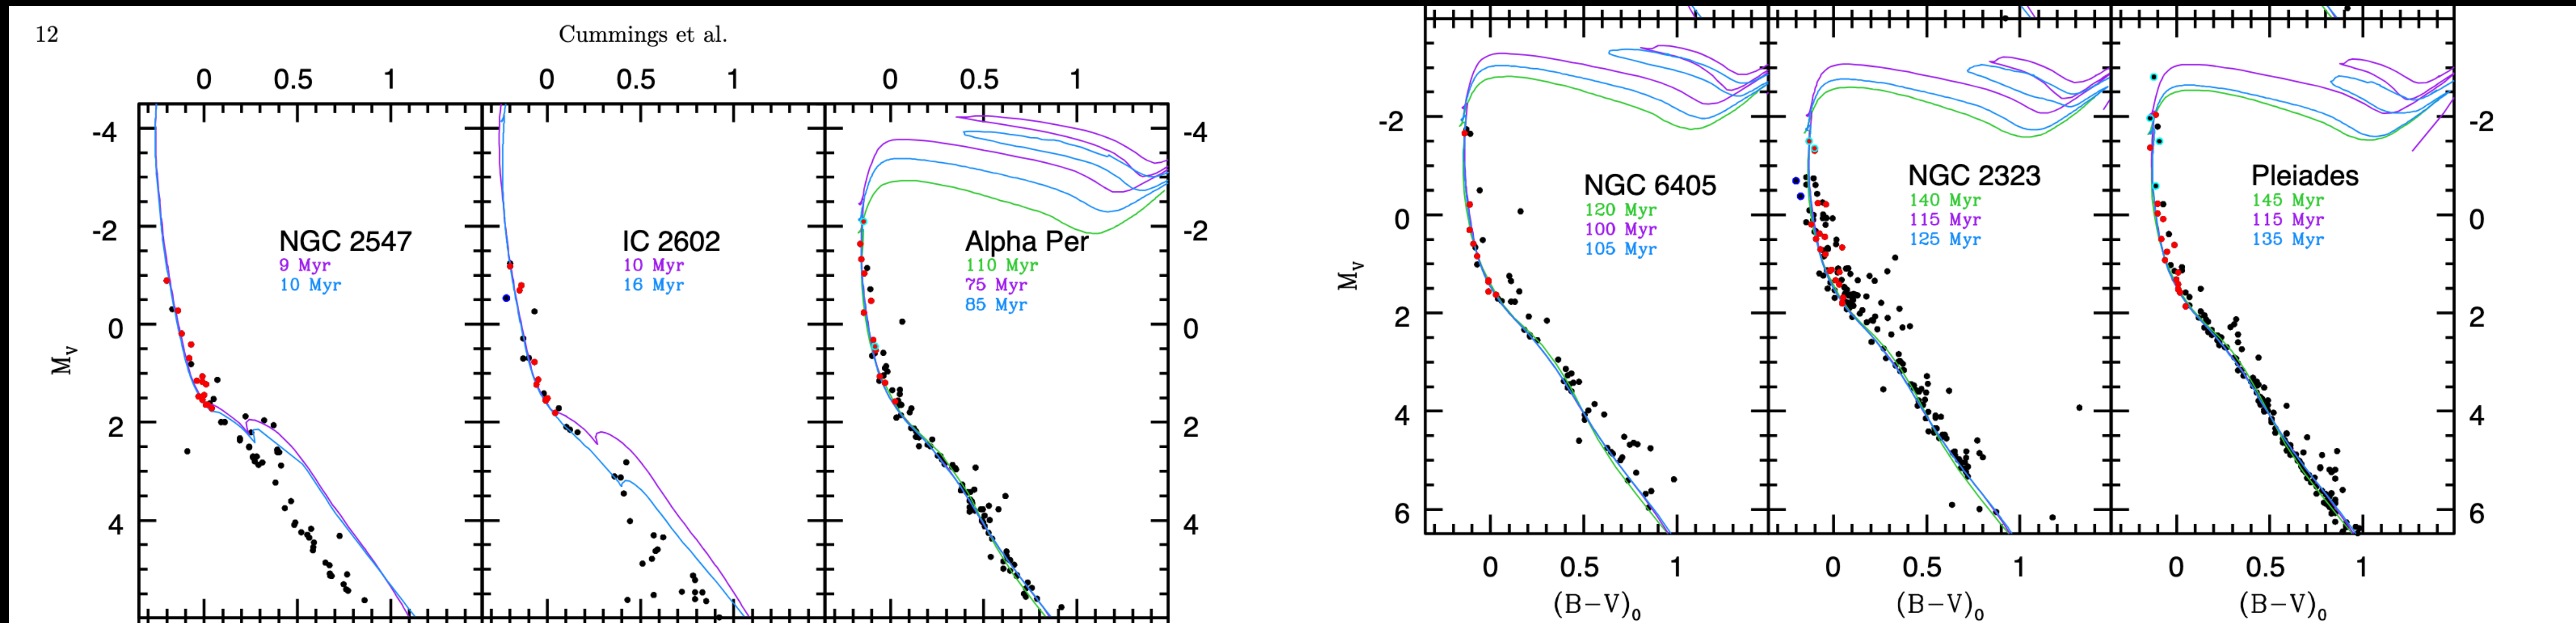 12
Cummings et al.
0 0.5 1 0 0.5 1 0 0.5 1
-4 -2 0 2 4
M_V
NGC 2547
9 Myr
10 Myr
IC 2602
10 Myr
16 Myr
Alpha Per
110 Myr
75 Myr
85 Myr
-4 -2 0 2 4
-2 0 2 4 6
M_V
NGC 6405
120 Myr
100 Myr
105 Myr
NGC 2323
140 Myr
115 Myr
125 Myr
Pleiades
145 Myr
115 Myr
135 Myr
-2 0 2 4 6
0 0.5 1 0 0.5 1 0 0.5 1
(B-V)₀ (B-V)₀ (B-V)₀